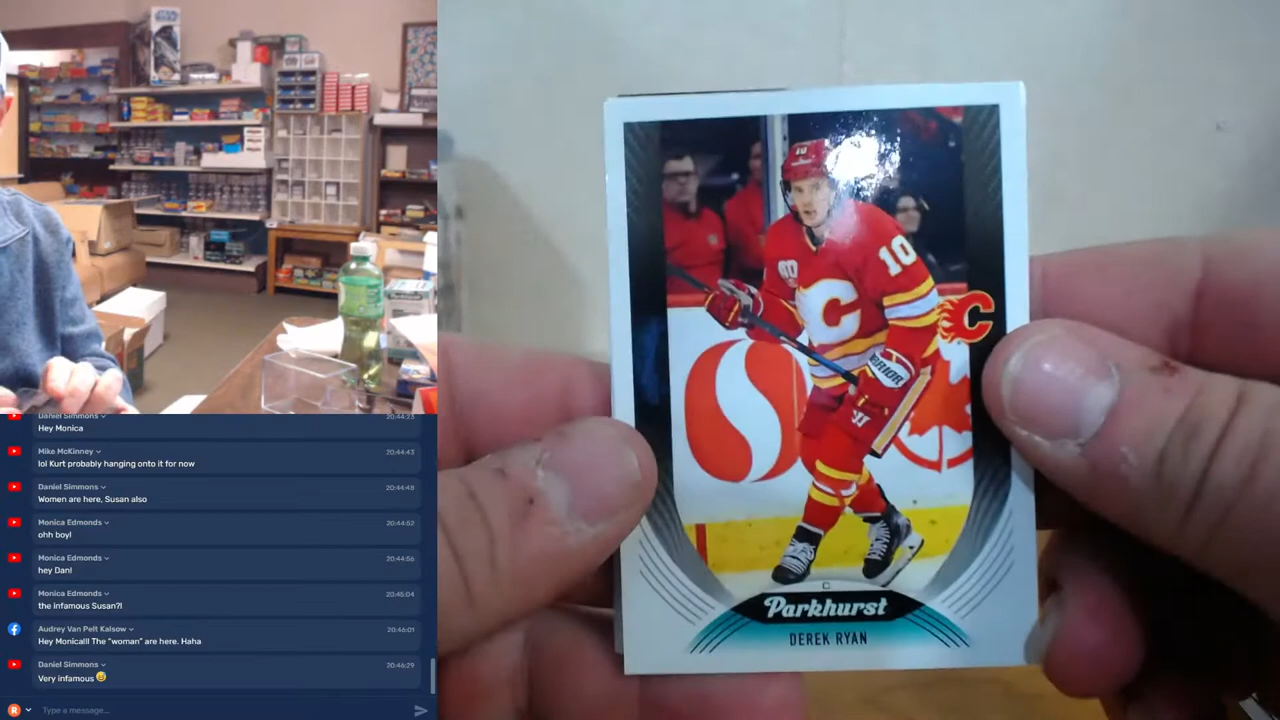 Daniel Simmons
20:44:23
Hey Monica
Mike McKinney
20:44:43
lol Kurt probably hanging onto it for now
Daniel Simmons
20:44:48
Women are here, Susan also
Monica Edmonds
20:44:52
ohh boy!
Monica Edmonds
20:44:56
hey Dan!
Monica Edmonds
20:45:04
the infamous Susan?!
Audrey Van Pelt Kalsow
20:46:01
Hey Monica!!! The "woman" are here. Haha
Daniel Simmons
20:46:29
Very infamous 😅
R
Type a message...
10
10
C
WARRIOR
C
Parkhurst
DEREK RYAN